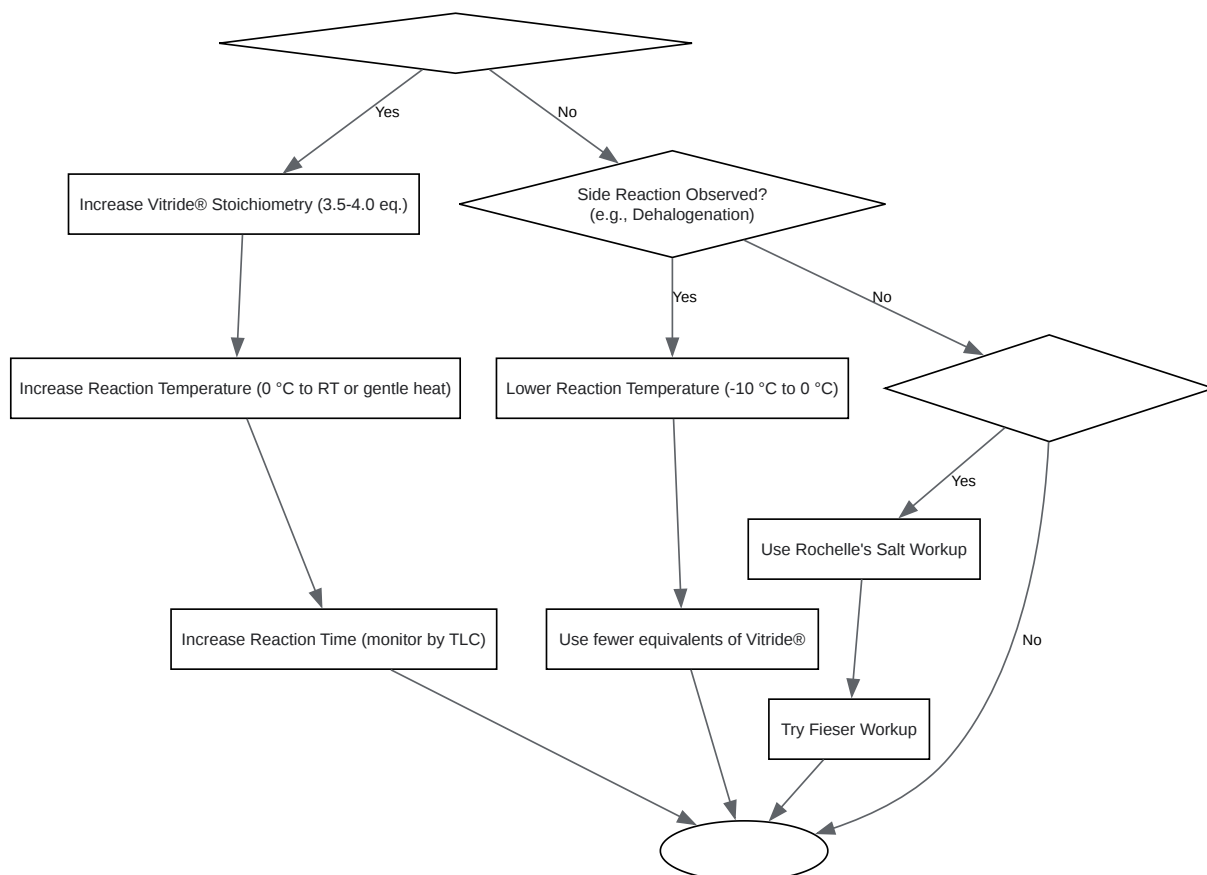 Yes
No
Increase Vitride® Stoichiometry (3.5-4.0 eq.)
Side Reaction Observed?
(e.g., Dehalogenation)
Yes
No
Increase Reaction Temperature (0 °C to RT or gentle heat)
Lower Reaction Temperature (-10 °C to 0 °C)
Yes
Use Rochelle's Salt Workup
Increase Reaction Time (monitor by TLC)
Use fewer equivalents of Vitride®
No
Try Fieser Workup